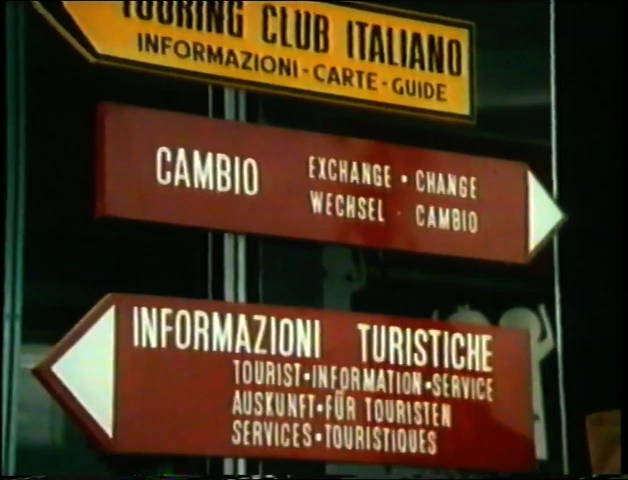 TOURING CLUB ITALIANO
INFORMAZIONI-CARTE-GUIDE
CAMBIO
EXCHANGE • CHANGE
WECHSEL · CAMBIO
INFORMAZIONI TURISTICHE
TOURIST•INFORMATION•SERVICE
AUSKUNFT•FÜR TOURISTEN
SERVICES•TOURISTIQUES